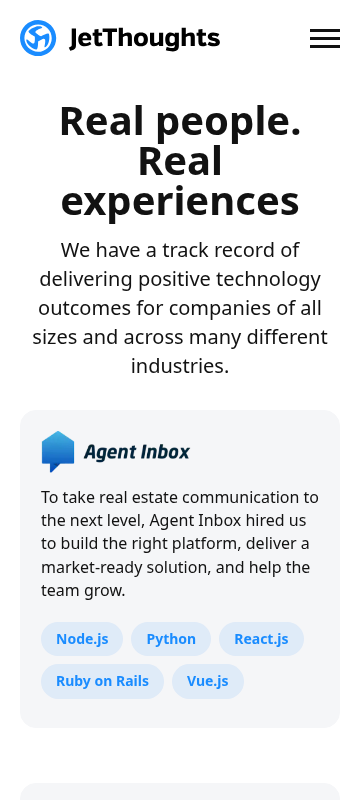 JetThoughts
Real people.
Real
experiences
We have a track record of
delivering positive technology
outcomes for companies of all
sizes and across many different
industries.
Agent Inbox
To take real estate communication to
the next level, Agent Inbox hired us
to build the right platform, deliver a
market-ready solution, and help the
team grow.
Node.js Python React.js
Ruby on Rails Vue.js